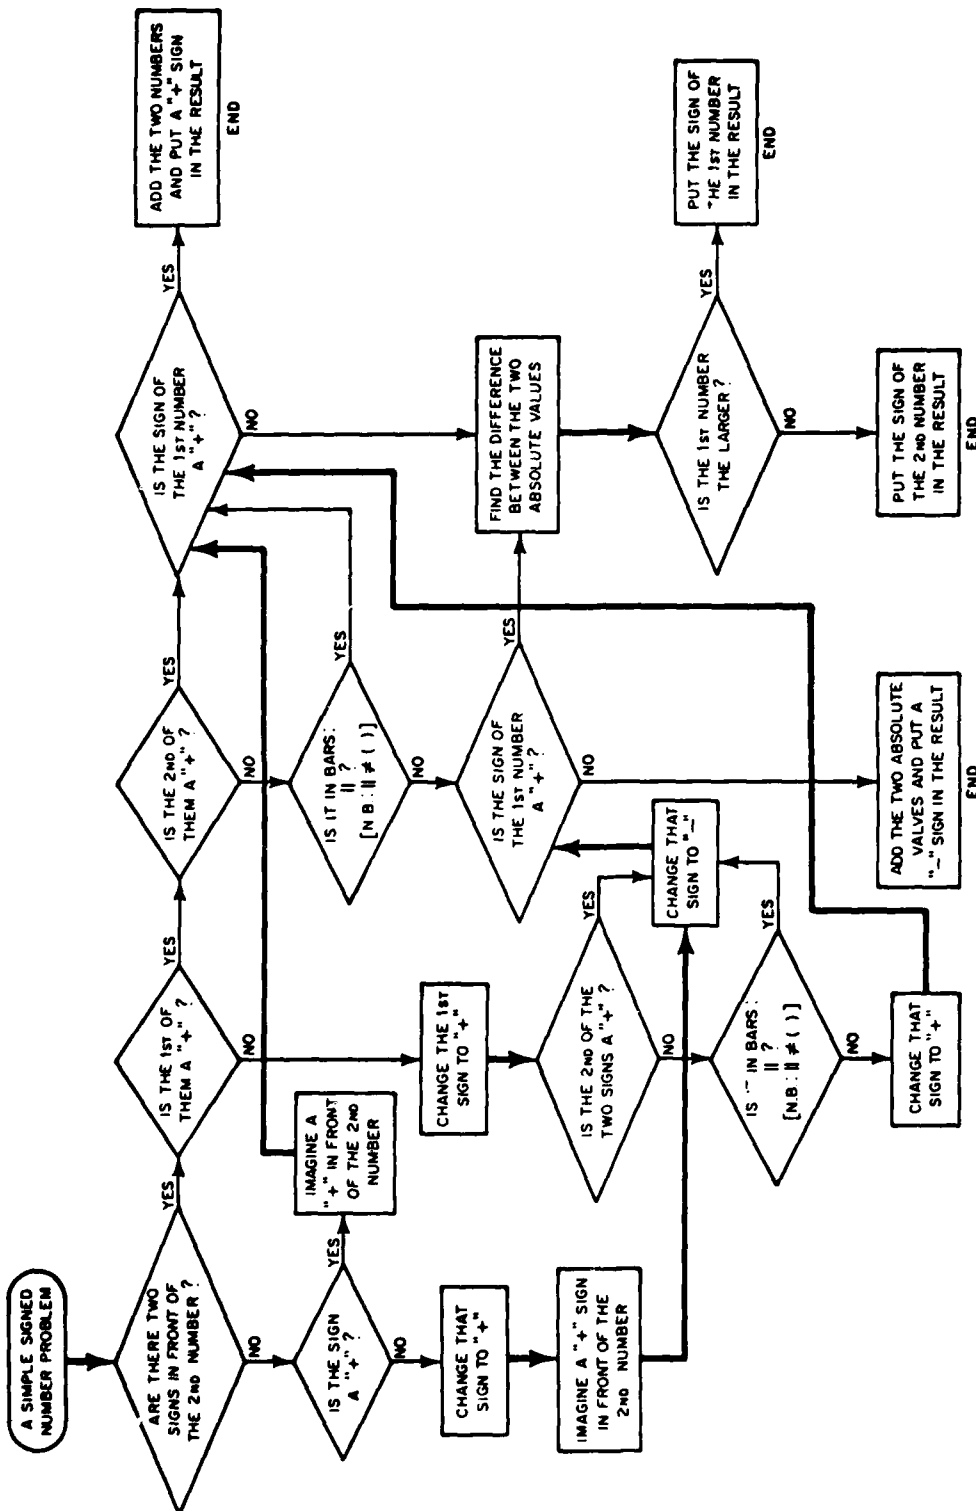 A SIMPLE SIGNED
NUMBER PROBLEM
ARE THERE TWO
SIGNS IN FRONT OF
THE 2ND NUMBER?
YES
NO
IS THE 1ST OF
THEM A "+" ?
YES
NO
IS THE 2ND OF
THEM A "+" ?
YES
NO
IS THE SIGN OF
THE 1ST NUMBER
A "+" ?
YES
NO
ADD THE TWO NUMBERS
AND PUT A "+" SIGN
IN THE RESULT
END
IS THE SIGN
A "+" ?
YES
NO
IMAGINE A
"+" IN FRONT
OF THE 2ND
NUMBER
IS IT IN BARS:
|| ?
[N.B.: || ≠ ( )]
YES
NO
CHANGE THAT
SIGN TO "+"
CHANGE THE 1ST
SIGN TO "+"
IS THE SIGN OF
THE 1ST NUMBER
A "+" ?
YES
NO
FIND THE DIFFERENCE
BETWEEN THE TWO
ABSOLUTE VALUES
IMAGINE A "+" SIGN
IN FRONT OF THE
2ND NUMBER
IS THE 2ND OF THE
TWO SIGNS A "+" ?
YES
NO
CHANGE THAT
SIGN TO "–"
IS THE 1ST NUMBER
THE LARGER ?
YES
NO
PUT THE SIGN OF
HE 1ST NUMBER
IN THE RESULT
END
IS IN BARS:
|| ?
[N.B.: || ≠ ( )]
YES
NO
CHANGE THAT
SIGN TO "+"
ADD THE TWO ABSOLUTE
VALVES AND PUT A
"–" SIGN IN THE RESULT
END
PUT THE SIGN OF
THE 2ND NUMBER
IN THE RESULT
END